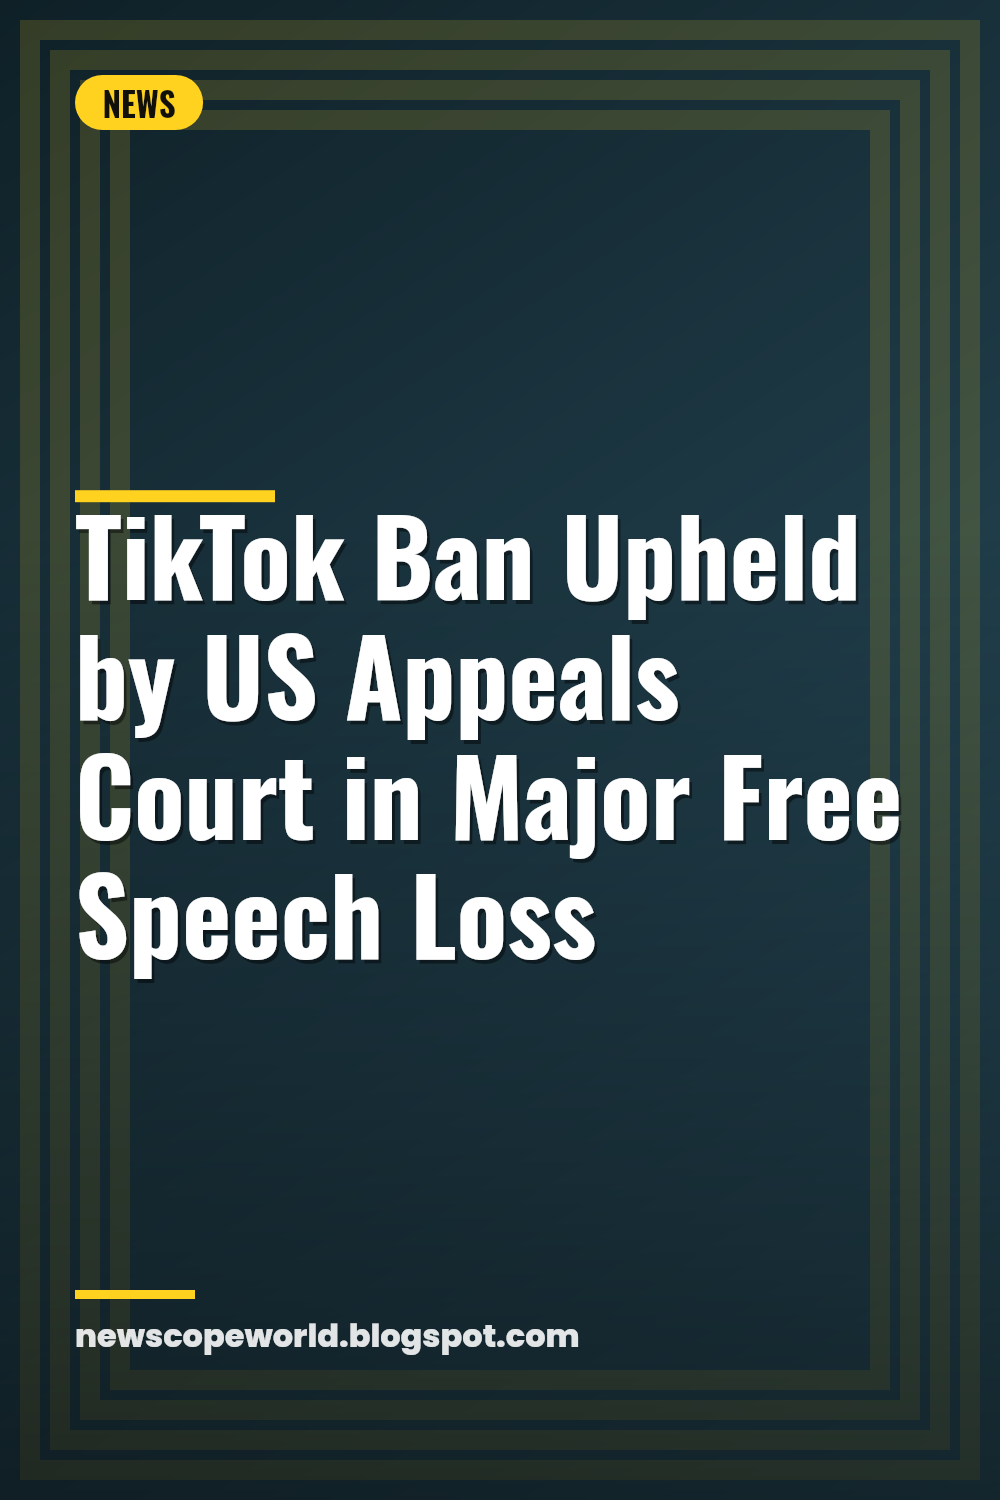 NEWS
TikTok Ban Upheld
by US Appeals
Court in Major Free
Speech Loss
newscopeworld.blogspot.com